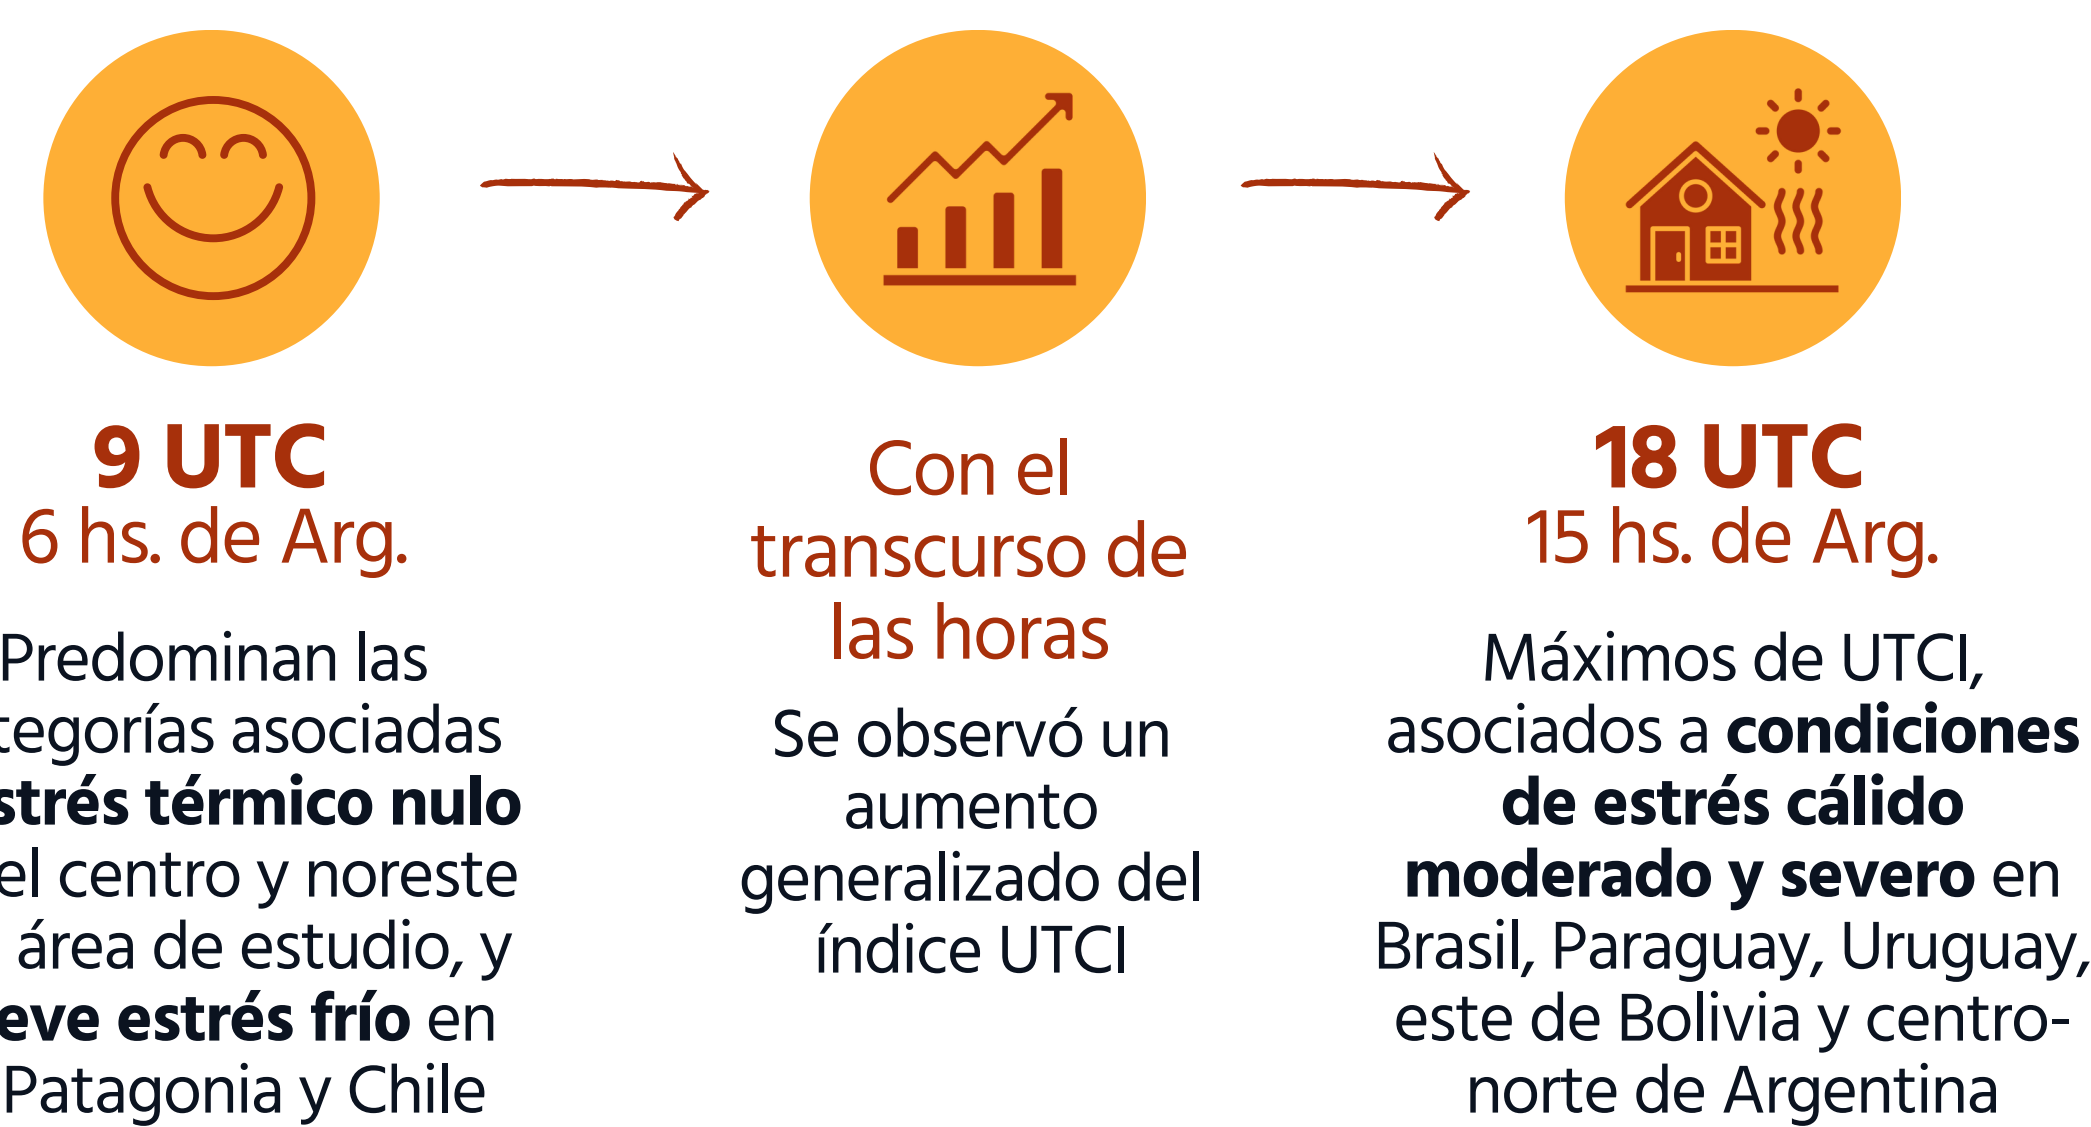 9 UTC
6 hs. de Arg.
Predominan las
tegorías asociadas
strés térmico nulo
el centro y noreste
área de estudio, y
eve estrés frío en
Patagonia y Chile
Con el
transcurso de
las horas
Se observó un
aumento
generalizado del
índice UTCI
18 UTC
15 hs. de Arg.
Máximos de UTCI,
asociados a condiciones
de estrés cálido
moderado y severo en
Brasil, Paraguay, Uruguay,
este de Bolivia y centro-
norte de Argentina